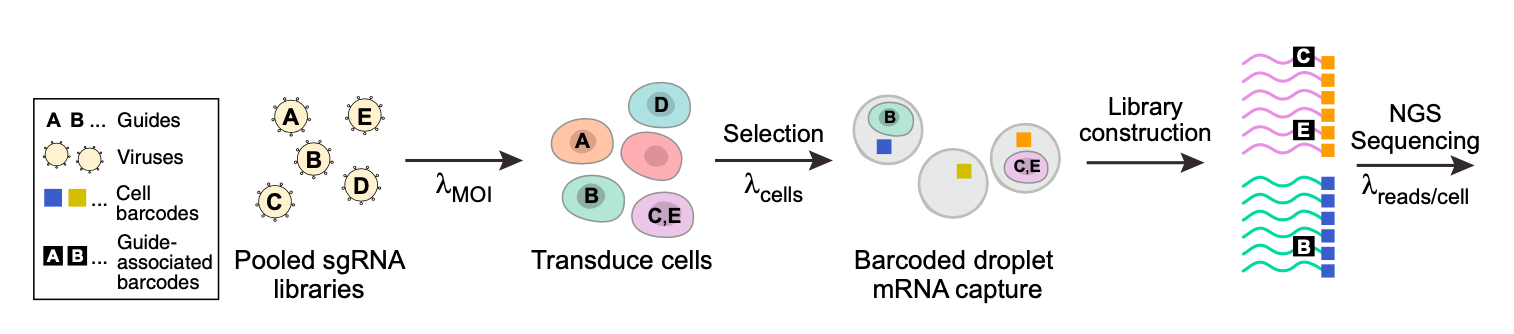 A B ... Guides
Viruses
... Cell
barcodes
A B ... Guide-
associated
barcodes
A
E
B
C
D
Pooled sgRNA
libraries
λMOI
D
A
B
C,E
Transduce cells
Selection
λcells
B
C,E
Barcoded droplet
mRNA capture
Library
construction
C
E
B
NGS
Sequencing
λreads/cell